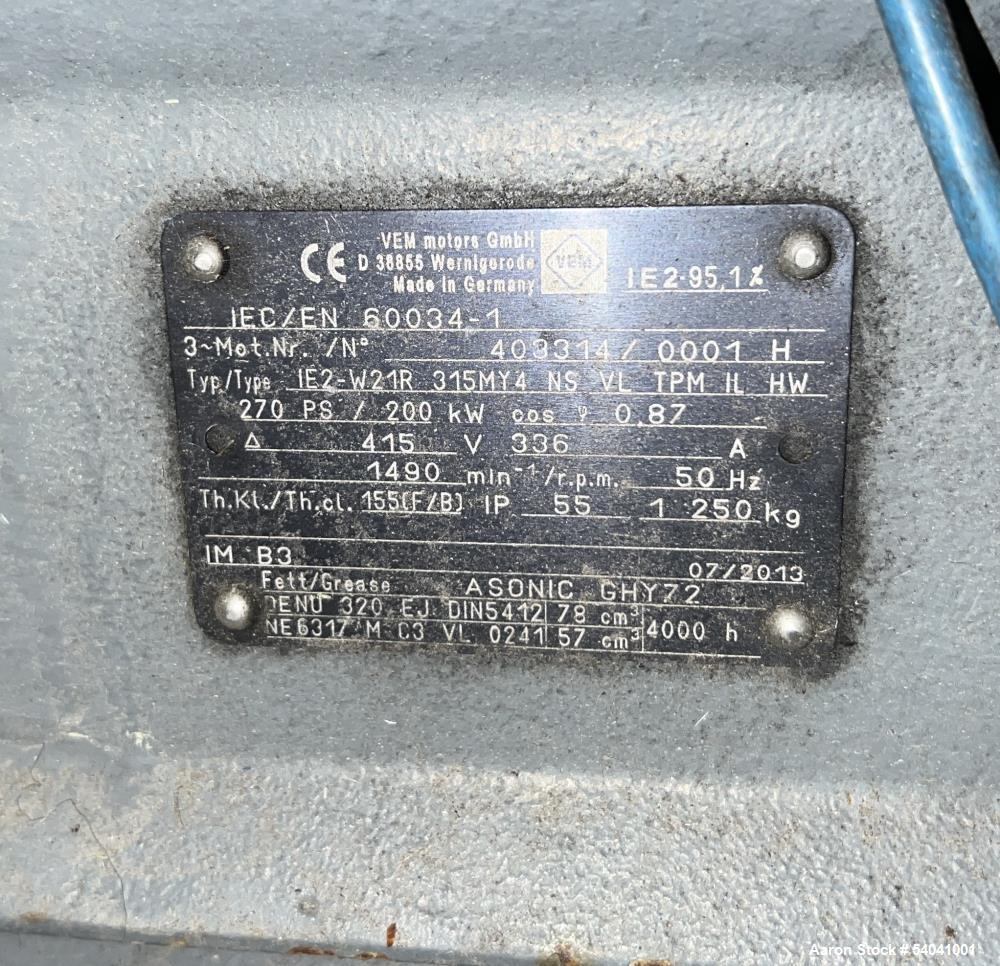 CE
VEM motors GmbH
D 38855 Wernigerode
Made in Germany
VEM
IE2-95,1%
IEC/EN 60034-1
3~Mot.Nr. /N° 403314/ 0001 H
Typ/Type IE2-W21R 315MY4 NS VL TPM IL HW
270 PS / 200 kW cos φ 0,87
Δ 415 V 336 A
1490 min⁻¹/r.p.m. 50 Hz
Th.Kl./Th.cl. 155(F/B) IP 55 1 250 kg
IM B3 07/2013
Fett/Grease ASONIC GHY72
DENU 320 EJ DIN5412 78 cm³ 4000 h
NE6317 M C3 VL 0241 57 cm³
Aaron Stock # 54041001